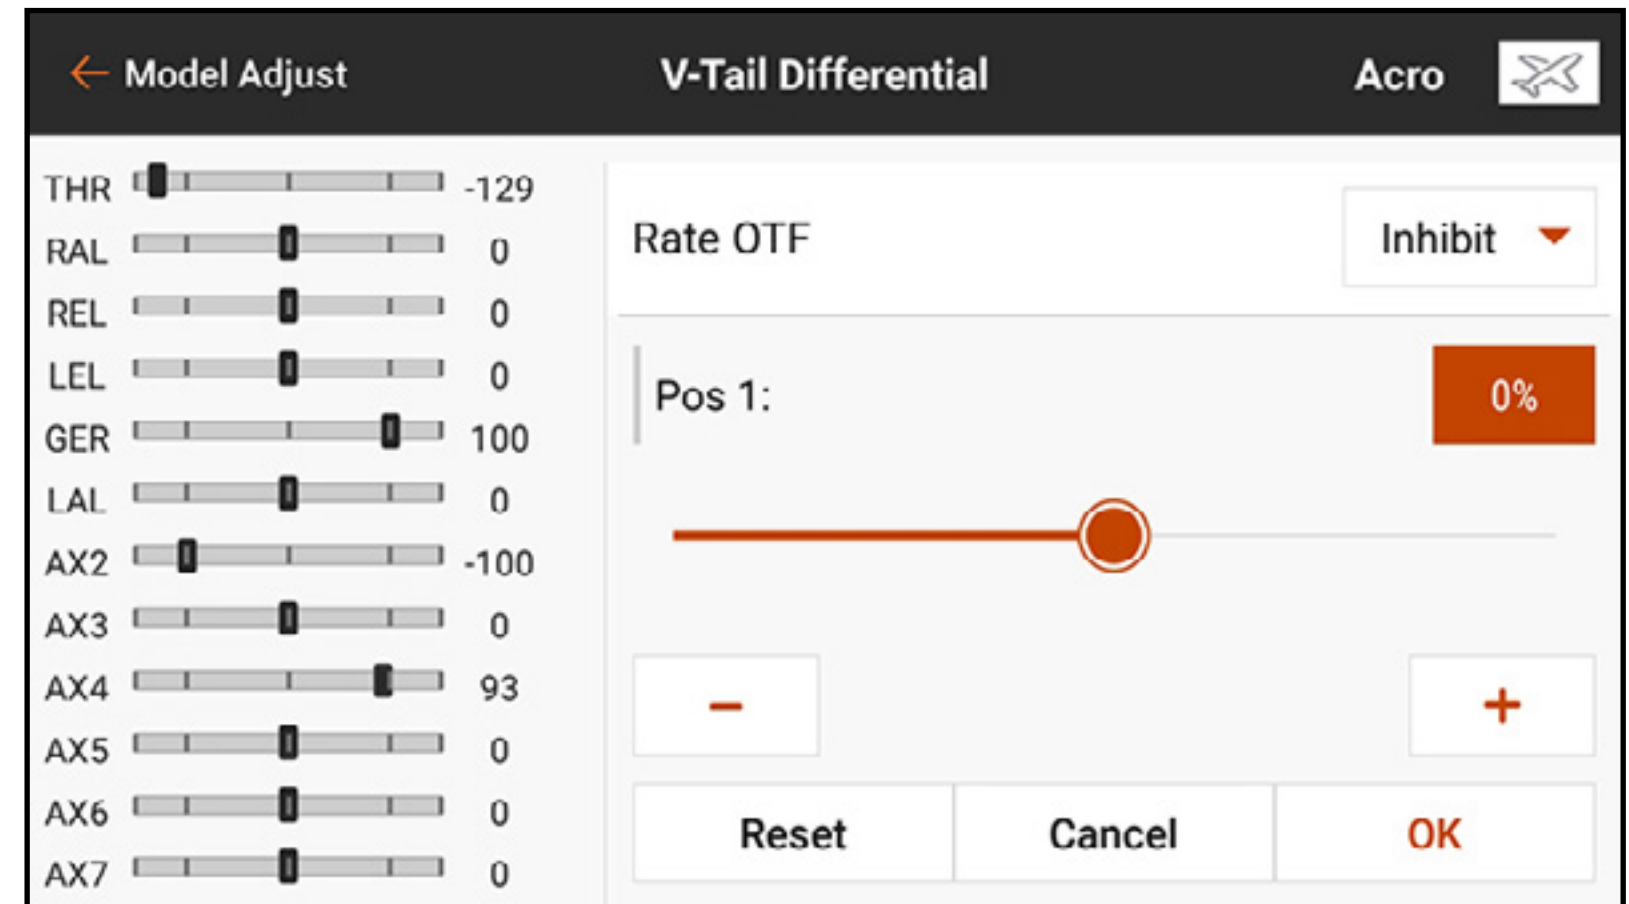 Model Adjust
V-Tail Differential
Acro
THR -129
RAL 0
REL 0
LEL 0
GER 100
LAL 0
AX2 -100
AX3 0
AX4 93
AX5 0
AX6 0
AX7 0
Rate OTF
Inhibit
Pos 1:
0%
-
+
Reset
Cancel
OK